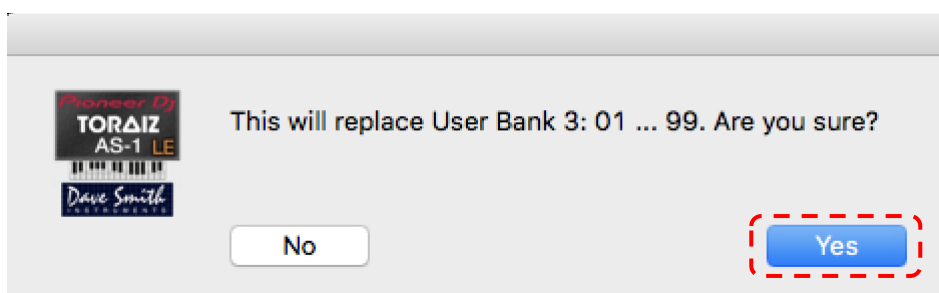 Pioneer Dj
TORΔIZ
AS-1 LE
Dave Smith
INSTRUMENTS
This will replace User Bank 3: 01 ... 99. Are you sure?
No
Yes